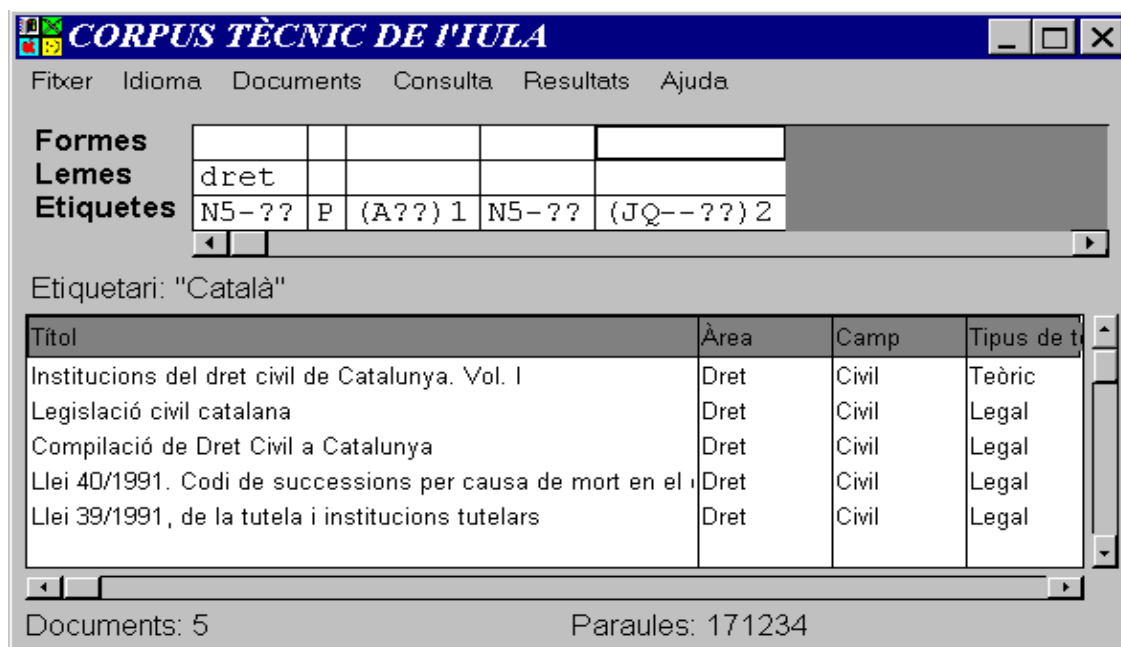 CORPUS TÈCNIC DE l'IULA
Fitxer Idioma Documents Consulta Resultats Ajuda
Formes
Lemes dret
Etiquetes N5-?? P (A??)1 N5-?? (JQ--??)2
Etiquetari: "Català"
Títol Àrea Camp Tipus de t
Institucions del dret civil de Catalunya. Vol. I Dret Civil Teòric
Legislació civil catalana Dret Civil Legal
Compilació de Dret Civil a Catalunya Dret Civil Legal
Llei 40/1991. Codi de successions per causa de mort en el Dret Civil Legal
Llei 39/1991, de la tutela i institucions tutelars Dret Civil Legal
Documents: 5 Paraules: 171234